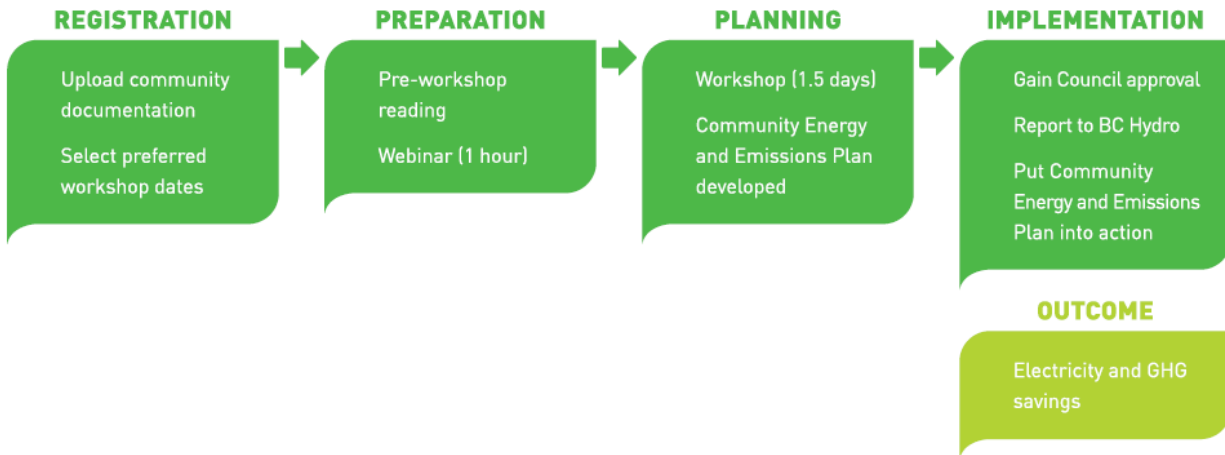 REGISTRATION
Upload community
documentation
Select preferred
workshop dates
PREPARATION
Pre-workshop
reading
Webinar (1 hour)
PLANNING
Workshop (1.5 days)
Community Energy
and Emissions Plan
developed
IMPLEMENTATION
Gain Council approval
Report to BC Hydro
Put Community
Energy and Emissions
Plan into action
OUTCOME
Electricity and GHG
savings